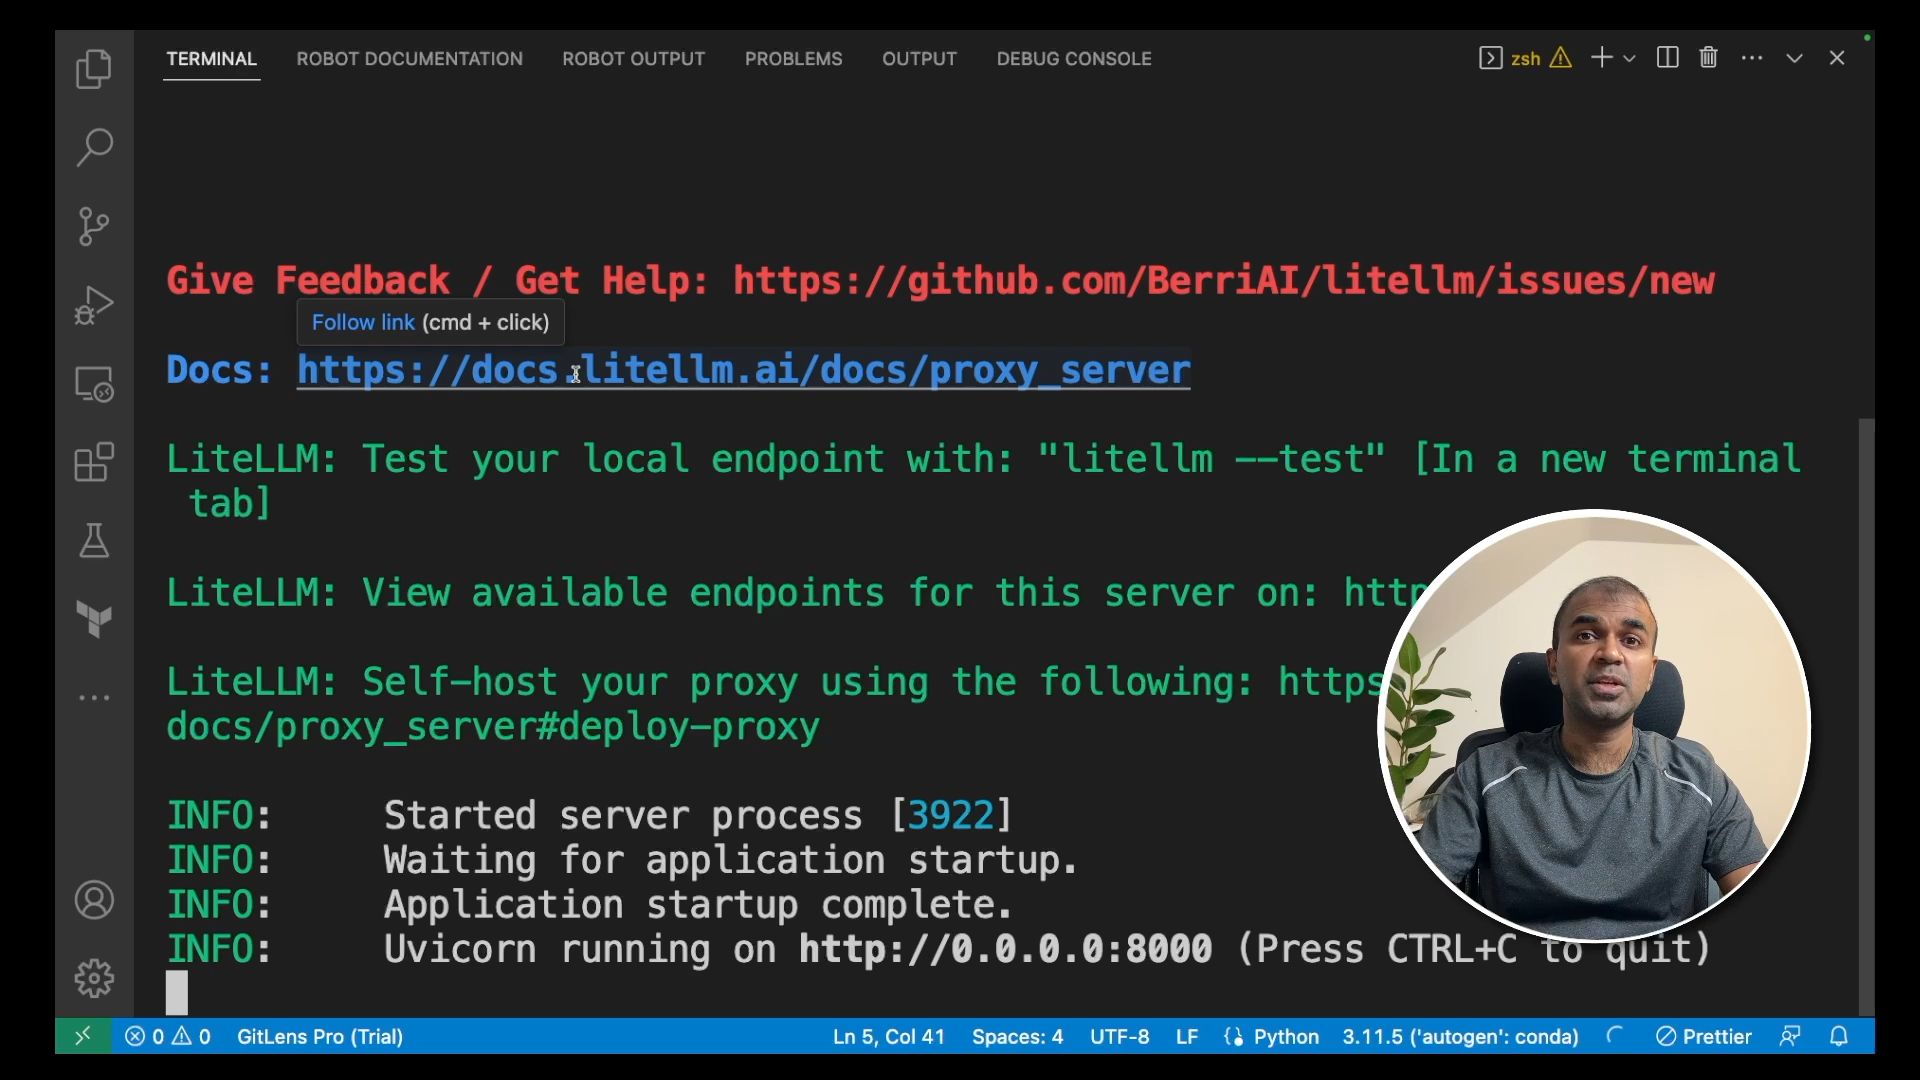 TERMINAL ROBOT DOCUMENTATION ROBOT OUTPUT PROBLEMS OUTPUT DEBUG CONSOLE zsh
Give Feedback / Get Help: https://github.com/BerriAI/litellm/issues/new
Follow link (cmd + click)
Docs: https://docs.litellm.ai/docs/proxy_server
LiteLLM: Test your local endpoint with: "litellm --test" [In a new terminal
tab]
LiteLLM: View available endpoints for this server on: http
LiteLLM: Self-host your proxy using the following: https
docs/proxy_server#deploy-proxy
INFO: Started server process [3922]
INFO: Waiting for application startup.
INFO: Application startup complete.
INFO: Uvicorn running on http://0.0.0.0:8000 (Press CTRL+C to quit)
0 0 GitLens Pro (Trial) Ln 5, Col 41 Spaces: 4 UTF-8 LF Python 3.11.5 ('autogen': conda) Prettier